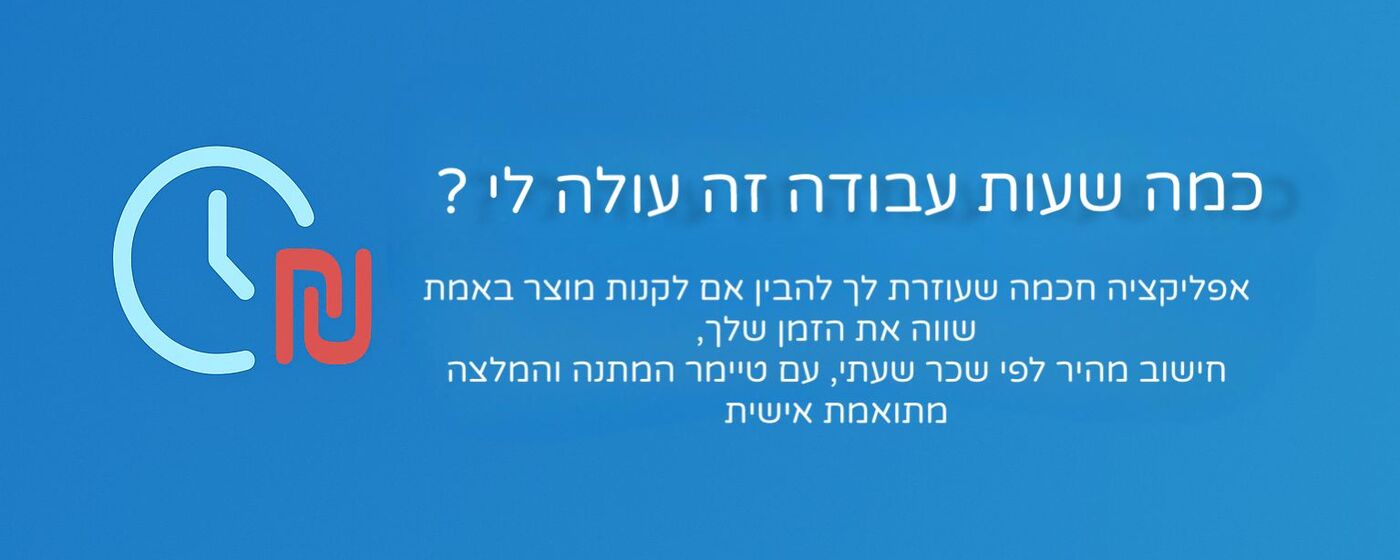 כמה שעות עבודה זה עולה לי ?
אפליקציה חכמה שעוזרת לך להבין אם לקנות מוצר באמת
שווה את הזמן שלך,
חישוב מהיר לפי שכר שעתי, עם טיימר המתנה והמלצה
מתואמת אישית
₪